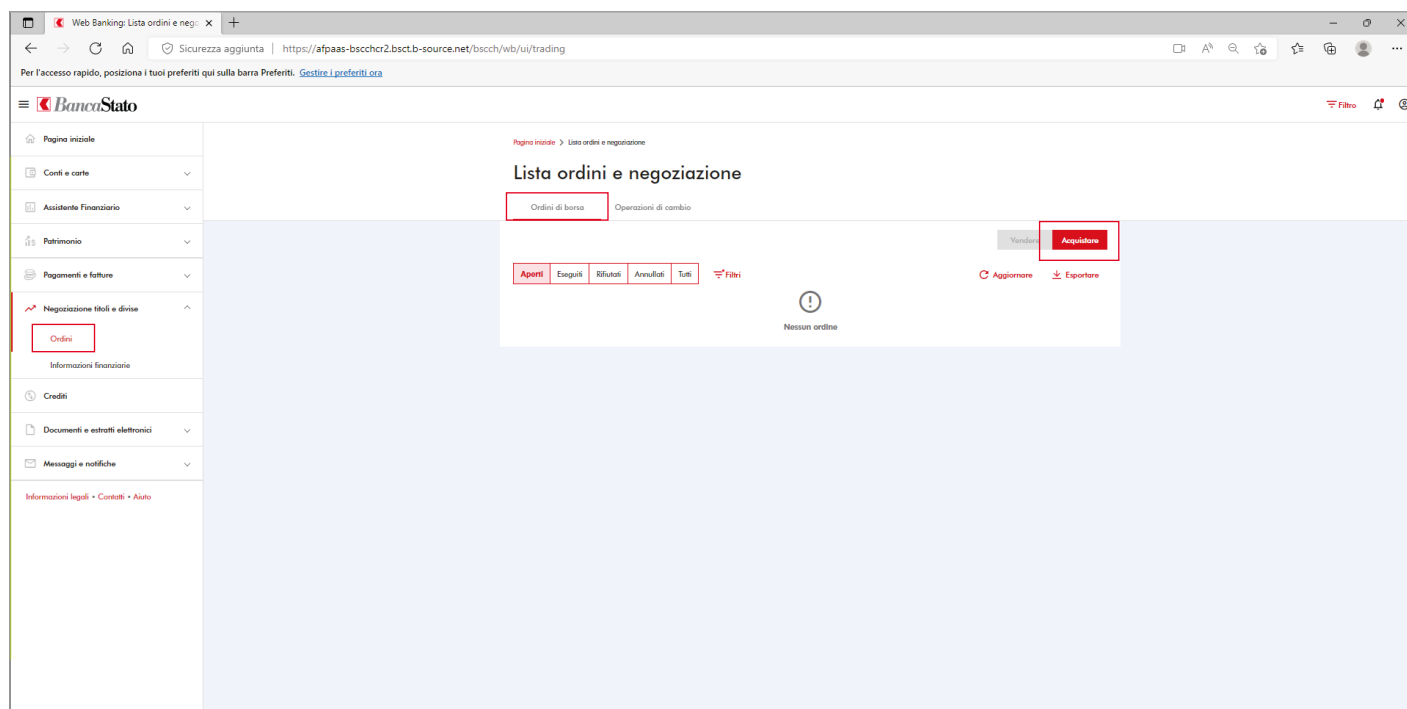 Web Banking: Lista ordini e nego
Sicurezza aggiunta | https://afpaas-bscchcr2.bsct.b-source.net/bscch/wb/ui/trading
Per l'accesso rapido, posiziona i tuoi preferiti qui sulla barra Preferiti. Gestire i preferiti ora
BancaStato
Filtro
Pagina iniziale
Conti e carte
Assistente Finanziario
Patrimonio
Pagamenti e fatture
Negoziazione titoli e divise
Ordini
Informazioni finanziarie
Crediti
Documenti e estratti elettronici
Messaggi e notifiche
Informazioni legali • Contatti • Aiuto
Pagina iniziale > Lista ordini e negoziazione
Lista ordini e negoziazione
Ordini di borsa Operazioni di cambio
Vendere Acquistare
Aperti Eseguiti Rifiutati Annullati Tutti Filtri Aggiornare Esportare
Nessun ordine